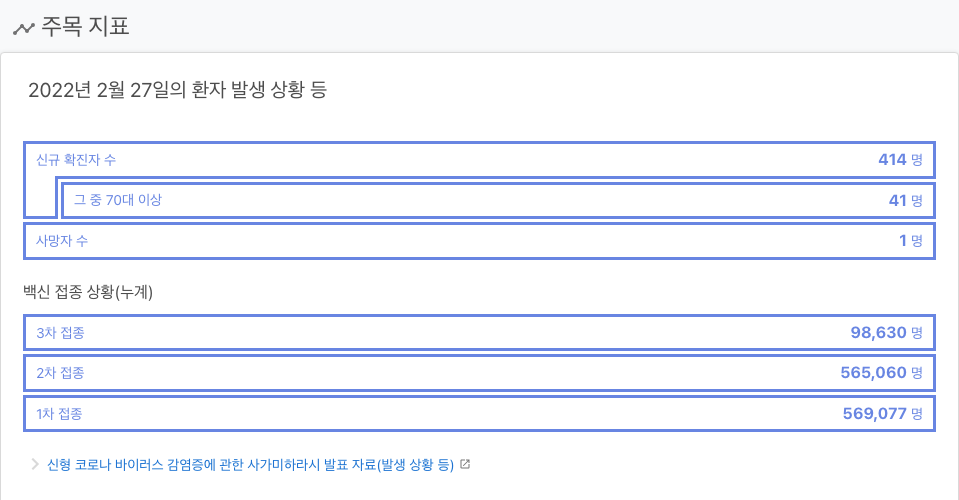 주목 지표
2022년 2월 27일의 환자 발생 상황 등
신규 확진자 수 414 명
그 중 70대 이상 41 명
사망자 수 1 명
백신 접종 상황(누계)
3차 접종 98,630 명
2차 접종 565,060 명
1차 접종 569,077 명
신형 코로나 바이러스 감염증에 관한 사가미하라시 발표 자료(발생 상황 등)